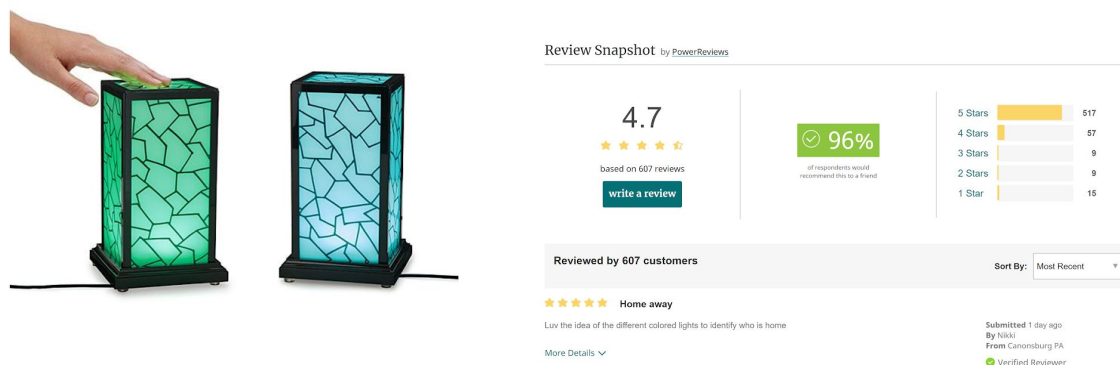 Review Snapshot by PowerReviews
4.7
based on 607 reviews
write a review
96%
of respondents would
recommend this to a friend
5 Stars 517
4 Stars 57
3 Stars 9
2 Stars 9
1 Star 15
Reviewed by 607 customers
Sort By: Most Recent
Home away
Luv the idea of the different colored lights to identify who is home
More Details
Submitted 1 day ago
By Nikki
From Canonsburg PA
Verified Reviewer